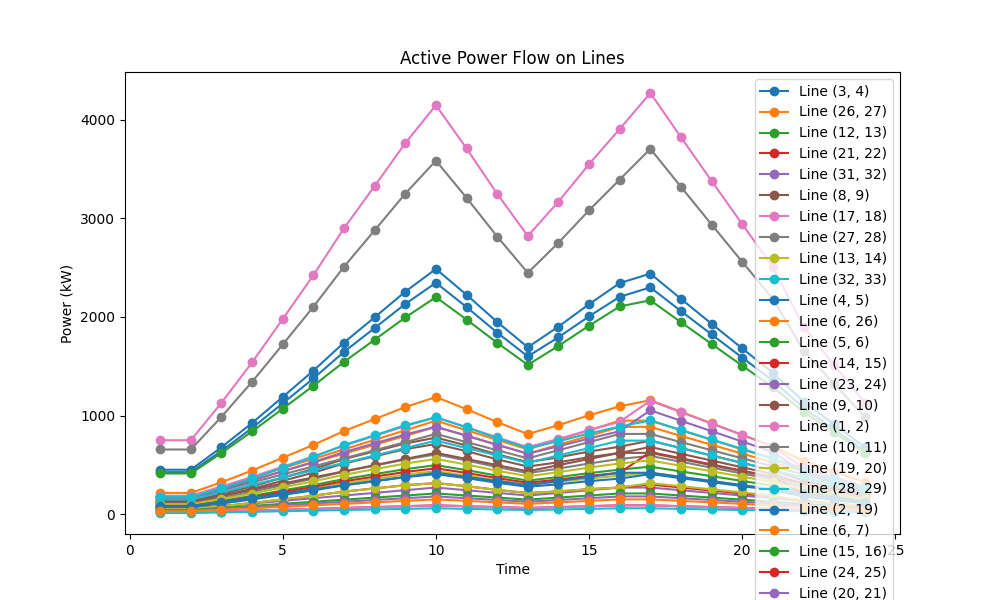 Active Power Flow on Lines
Power (kW)
4000
3000
2000
1000
0
0
5
10
15
20
25
Time
Line (3, 4)
Line (26, 27)
Line (12, 13)
Line (21, 22)
Line (31, 32)
Line (8, 9)
Line (17, 18)
Line (27, 28)
Line (13, 14)
Line (32, 33)
Line (4, 5)
Line (6, 26)
Line (5, 6)
Line (14, 15)
Line (23, 24)
Line (9, 10)
Line (1, 2)
Line (10, 11)
Line (19, 20)
Line (28, 29)
Line (2, 19)
Line (6, 7)
Line (15, 16)
Line (24, 25)
Line (20, 21)